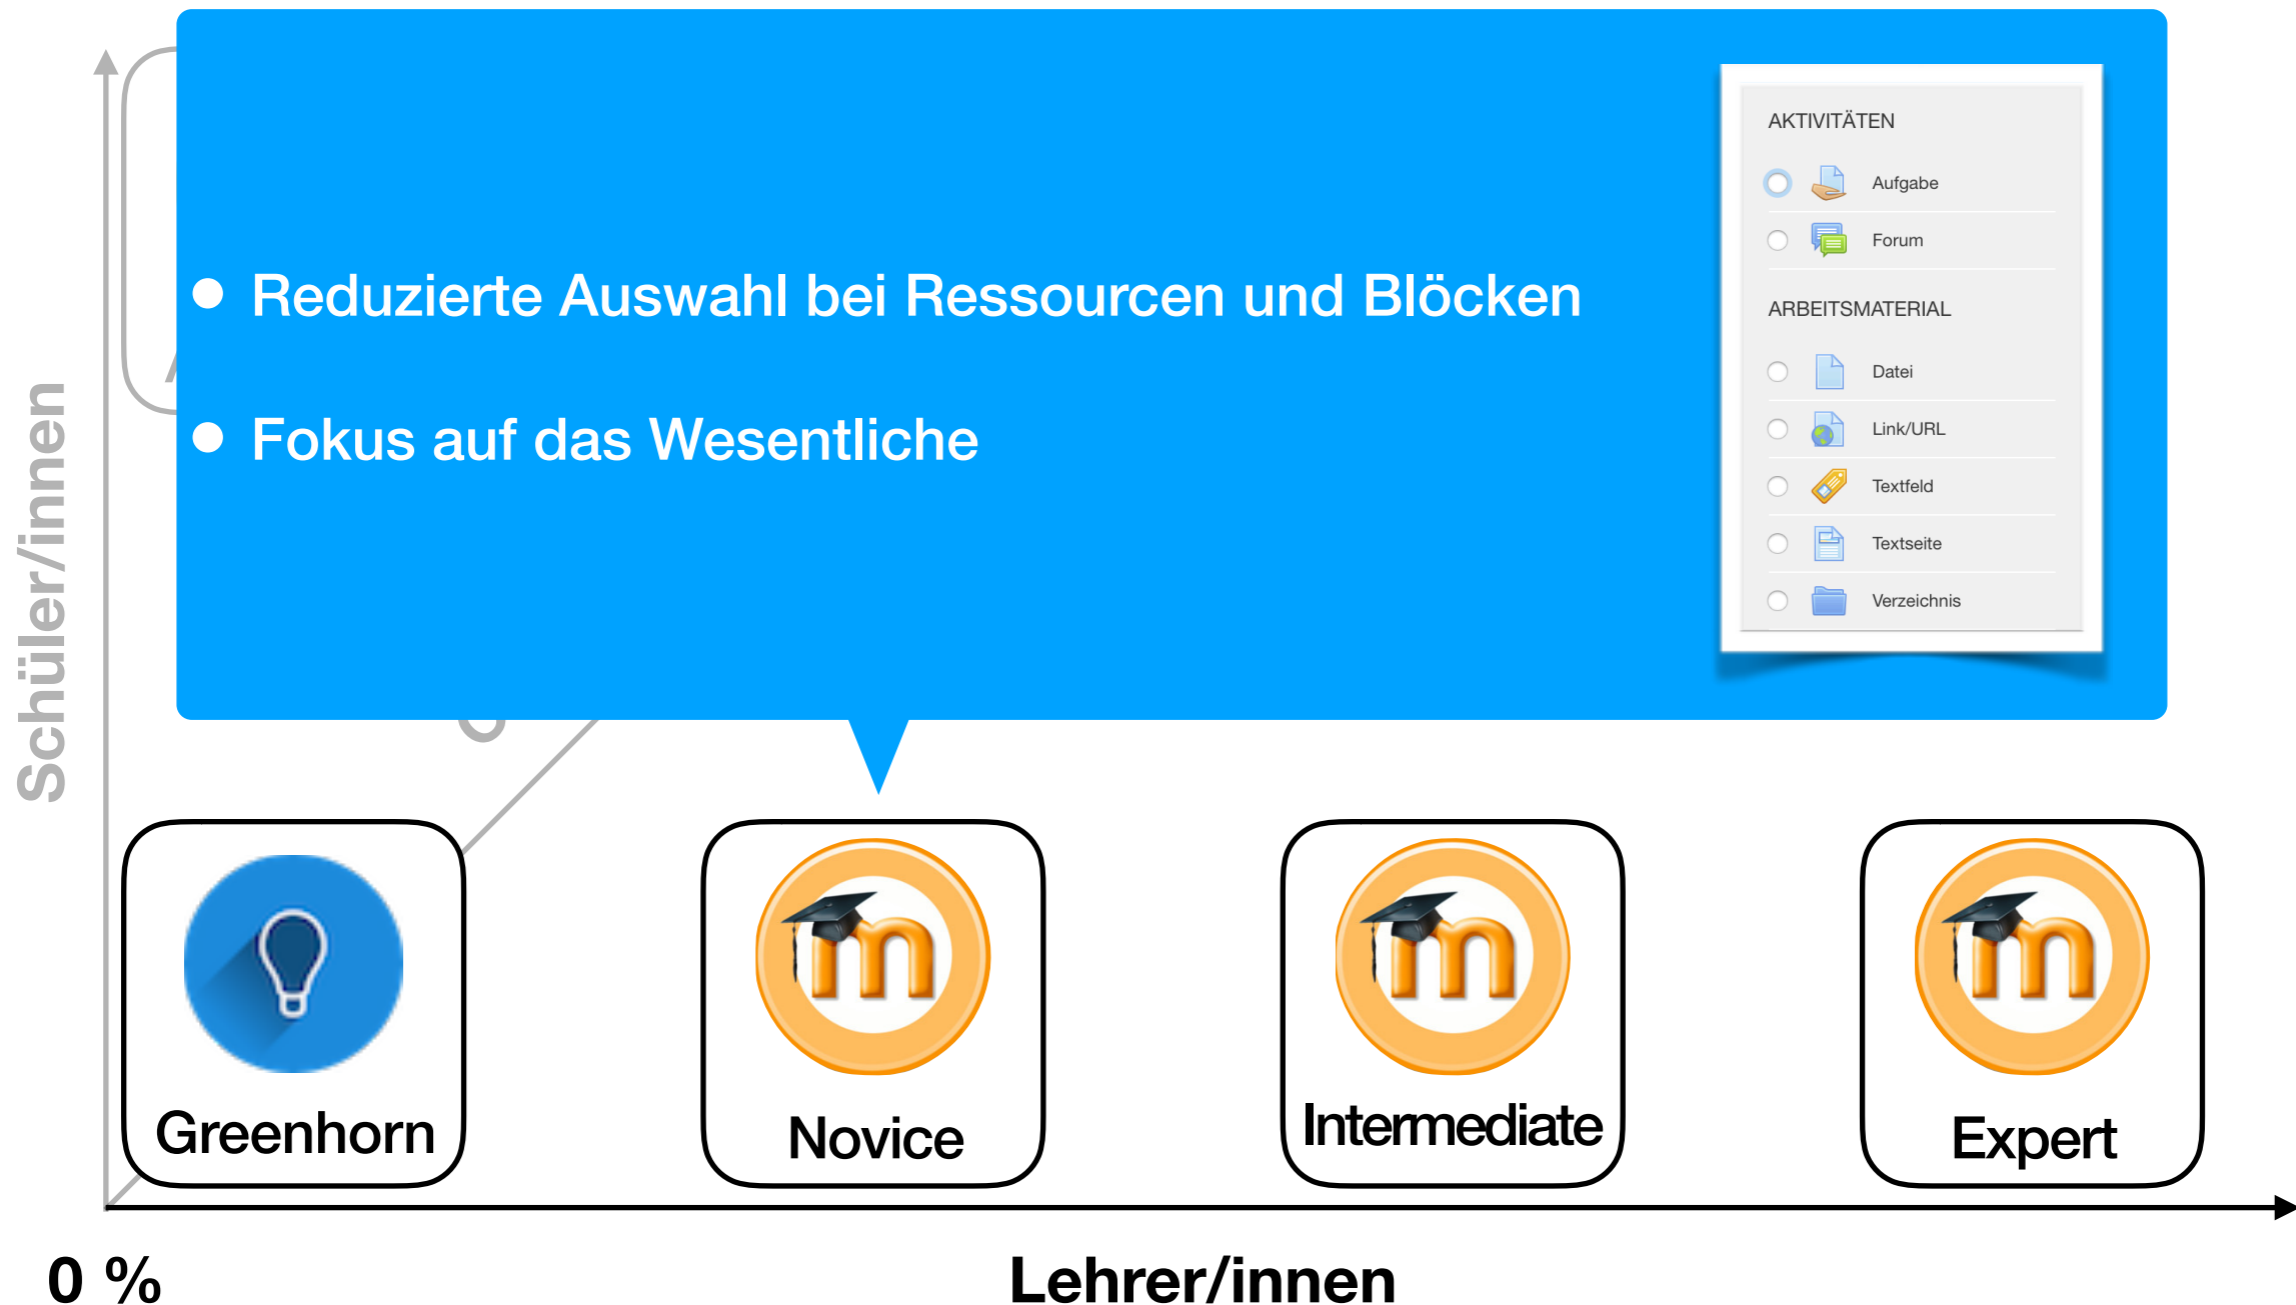 Reduzierte Auswahl bei Ressourcen und Blöcken
Fokus auf das Wesentliche
AKTIVITÄTEN
Aufgabe
Forum
ARBEITSMATERIAL
Datei
Link/URL
Textfeld
Textseite
Verzeichnis
Schüler/innen
Greenhorn
Novice
Intermediate
Expert
0 %
Lehrer/innen